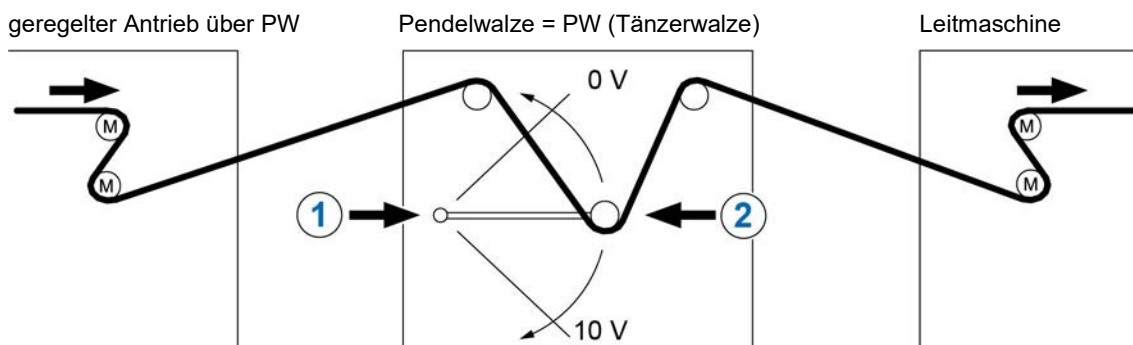 geregelter Antrieb über PW
Pendelwalze = PW (Tänzerwalze)
Leitmaschine
0 V
M
M
M
M
1
2
10 V